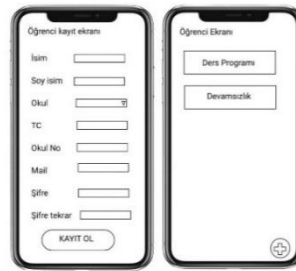 Öğrenci kayıt ekranı
İsim
Soy isim
Okul
TC
Okul No
Mail
Şifre
Şifre tekrar
KAYIT OL
Öğrenci Ekranı
Ders Programı
Devamsızlık